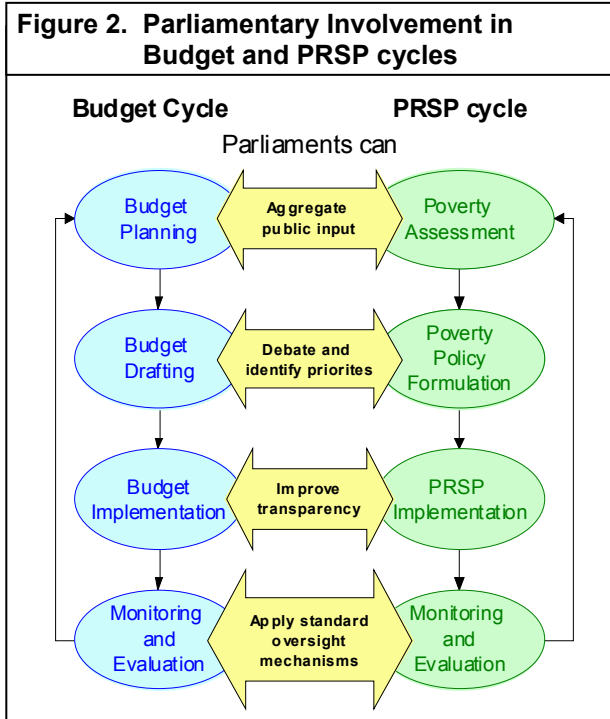 Figure 2. Parliamentary Involvement in
Budget and PRSP cycles
Budget Cycle
PRSP cycle
Parliaments can
Budget
Planning
Aggregate
public input
Poverty
Assessment
Budget
Drafting
Debate and
identify priorites
Poverty
Policy
Formulation
Budget
Implementation
Improve
transparency
PRSP
Implementation
Monitoring
and
Evaluation
Apply standard
oversight
mechanisms
Monitoring
and
Evaluation